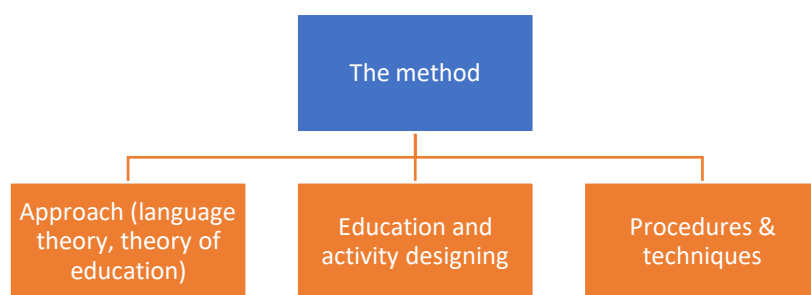 The method
Approach (language
theory, theory of
education)
Education and
activity designing
Procedures &
techniques